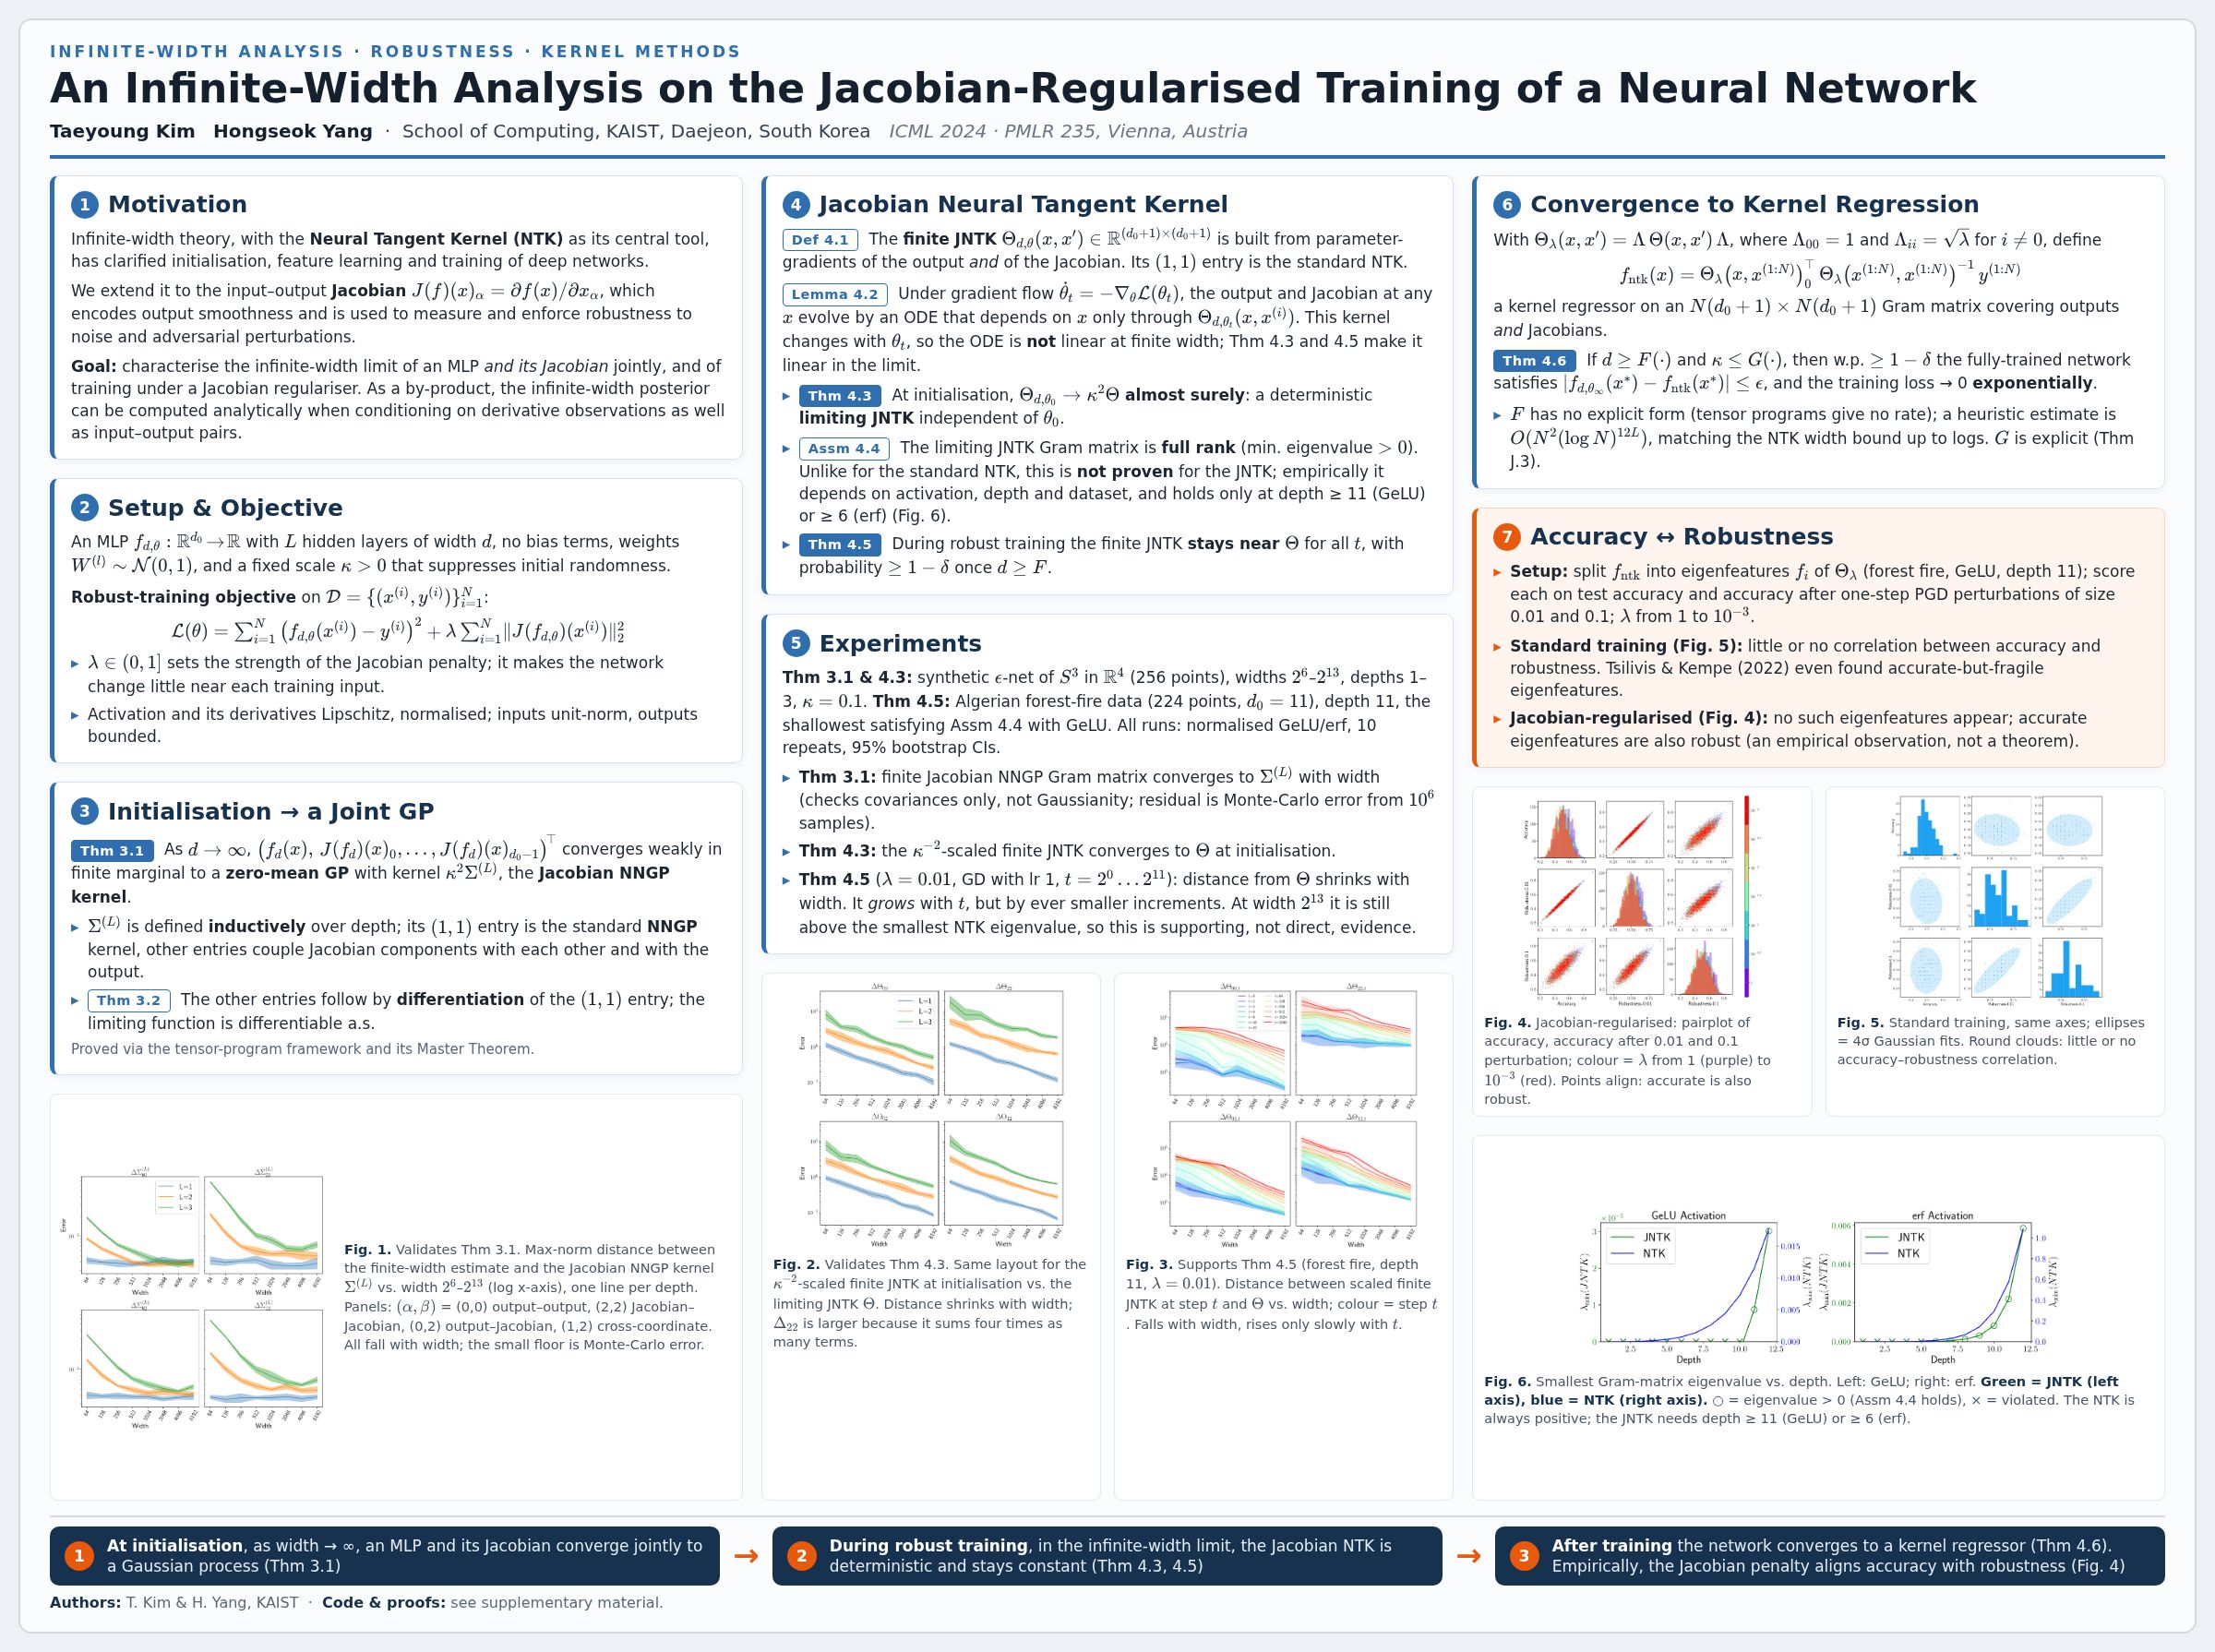 INFINITE-WIDTH ANALYSIS · ROBUSTNESS · KERNEL METHODS
An Infinite-Width Analysis on the Jacobian-Regularised Training of a Neural Network
Taeyoung Kim Hongseok Yang · School of Computing, KAIST, Daejeon, South Korea ICML 2024 · PMLR 235, Vienna, Austria
1 Motivation
Infinite-width theory, with the Neural Tangent Kernel (NTK) as its central tool,
has clarified initialisation, feature learning and training of deep networks.
We extend it to the input–output Jacobian J(f)(x)_α = ∂f(x)/∂x_α, which
encodes output smoothness and is used to measure and enforce robustness to
noise and adversarial perturbations.
Goal: characterise the infinite-width limit of an MLP and its Jacobian jointly, and of
training under a Jacobian regulariser. As a by-product, the infinite-width posterior
can be computed analytically when conditioning on derivative observations as well
as input–output pairs.
2 Setup & Objective
An MLP f_{d,θ} : ℝ^{d_0} → ℝ with L hidden layers of width d, no bias terms, weights
W^{(l)} ∼ 𝒩(0, 1), and a fixed scale κ > 0 that suppresses initial randomness.
Robust-training objective on 𝒟 = {(x^{(i)}, y^{(i)})}_{i=1}^N:
ℒ(θ) = ∑_{i=1}^N (f_{d,θ}(x^{(i)}) − y^{(i)})^2 + λ ∑_{i=1}^N ‖J(f_{d,θ})(x^{(i)})‖_2^2
▸ λ ∈ (0, 1] sets the strength of the Jacobian penalty; it makes the network
change little near each training input.
▸ Activation and its derivatives Lipschitz, normalised; inputs unit-norm, outputs
bounded.
3 Initialisation → a Joint GP
Thm 3.1 As d → ∞, (f_d(x), J(f_d)(x)_0, …, J(f_d)(x)_{d_0−1})^⊤ converges weakly in
finite marginal to a zero-mean GP with kernel κ^2Σ^{(L)}, the Jacobian NNGP
kernel.
▸ Σ^{(L)} is defined inductively over depth; its (1, 1) entry is the standard NNGP
kernel, other entries couple Jacobian components with each other and with the
output.
▸ Thm 3.2 The other entries follow by differentiation of the (1, 1) entry; the
limiting function is differentiable a.s.
Proved via the tensor-program framework and its Master Theorem.
Error
L=1
L=2
L=3
Width
Width
Fig. 1. Validates Thm 3.1. Max-norm distance between
the finite-width estimate and the Jacobian NNGP kernel
Σ^{(L)} vs. width 2^6–2^{13} (log x-axis), one line per depth.
Panels: (α, β) = (0,0) output–output, (2,2) Jacobian–
Jacobian, (0,2) output–Jacobian, (1,2) cross-coordinate.
All fall with width; the small floor is Monte-Carlo error.
4 Jacobian Neural Tangent Kernel
Def 4.1 The finite JNTK Θ_{d,θ}(x, x′) ∈ ℝ^{(d_0+1)×(d_0+1)} is built from parameter-
gradients of the output and of the Jacobian. Its (1, 1) entry is the standard NTK.
Lemma 4.2 Under gradient flow θ̇_t = −∇_θℒ(θ_t), the output and Jacobian at any
x evolve by an ODE that depends on x only through Θ_{d,θ_t}(x, x^{(i)}). This kernel
changes with θ_t, so the ODE is not linear at finite width; Thm 4.3 and 4.5 make it
linear in the limit.
▸ Thm 4.3 At initialisation, Θ_{d,θ_0} → κ^2Θ almost surely: a deterministic
limiting JNTK independent of θ_0.
▸ Assm 4.4 The limiting JNTK Gram matrix is full rank (min. eigenvalue > 0).
Unlike for the standard NTK, this is not proven for the JNTK; empirically it
depends on activation, depth and dataset, and holds only at depth ≥ 11 (GeLU)
or ≥ 6 (erf) (Fig. 6).
▸ Thm 4.5 During robust training the finite JNTK stays near Θ for all t, with
probability ≥ 1 − δ once d ≥ F.
5 Experiments
Thm 3.1 & 4.3: synthetic ϵ-net of S^3 in ℝ^4 (256 points), widths 2^6–2^{13}, depths 1–
3, κ = 0.1. Thm 4.5: Algerian forest-fire data (224 points, d_0 = 11), depth 11, the
shallowest satisfying Assm 4.4 with GeLU. All runs: normalised GeLU/erf, 10
repeats, 95% bootstrap CIs.
▸ Thm 3.1: finite Jacobian NNGP Gram matrix converges to Σ^{(L)} with width
(checks covariances only, not Gaussianity; residual is Monte-Carlo error from 10^6
samples).
▸ Thm 4.3: the κ^{−2}-scaled finite JNTK converges to Θ at initialisation.
▸ Thm 4.5 (λ = 0.01, GD with lr 1, t = 2^0 … 2^{11}): distance from Θ shrinks with
width. It grows with t, but by ever smaller increments. At width 2^{13} it is still
above the smallest NTK eigenvalue, so this is supporting, not direct, evidence.
Error
L=1
L=2
L=3
Error
Width
Width
Fig. 2. Validates Thm 4.3. Same layout for the
κ^{−2}-scaled finite JNTK at initialisation vs. the
limiting JNTK Θ. Distance shrinks with width;
Δ_{22} is larger because it sums four times as
many terms.
Error
Error
Width
Width
Fig. 3. Supports Thm 4.5 (forest fire, depth
11, λ = 0.01). Distance between scaled finite
JNTK at step t and Θ vs. width; colour = step t
. Falls with width, rises only slowly with t.
6 Convergence to Kernel Regression
With Θ_λ(x, x′) = Λ Θ(x, x′) Λ, where Λ_{00} = 1 and Λ_{ii} = √λ for i ≠ 0, define
f_{ntk}(x) = Θ_λ(x, x^{(1:N)})_0^⊤ Θ_λ(x^{(1:N)}, x^{(1:N)})^{−1} y^{(1:N)}
a kernel regressor on an N(d_0 + 1) × N(d_0 + 1) Gram matrix covering outputs
and Jacobians.
Thm 4.6 If d ≥ F(·) and κ ≤ G(·), then w.p. ≥ 1 − δ the fully-trained network
satisfies |f_{d,θ_∞}(x^*) − f_{ntk}(x^*)| ≤ ϵ, and the training loss → 0 exponentially.
▸ F has no explicit form (tensor programs give no rate); a heuristic estimate is
O(N^2(log N)^{12L}), matching the NTK width bound up to logs. G is explicit (Thm
J.3).
7 Accuracy ↔ Robustness
▸ Setup: split f_{ntk} into eigenfeatures f_i of Θ_λ (forest fire, GeLU, depth 11); score
each on test accuracy and accuracy after one-step PGD perturbations of size
0.01 and 0.1; λ from 1 to 10^{−3}.
▸ Standard training (Fig. 5): little or no correlation between accuracy and
robustness. Tsilivis & Kempe (2022) even found accurate-but-fragile
eigenfeatures.
▸ Jacobian-regularised (Fig. 4): no such eigenfeatures appear; accurate
eigenfeatures are also robust (an empirical observation, not a theorem).
Fig. 4. Jacobian-regularised: pairplot of
accuracy, accuracy after 0.01 and 0.1
perturbation; colour = λ from 1 (purple) to
10^{−3} (red). Points align: accurate is also
robust.
Fig. 5. Standard training, same axes; ellipses
= 4σ Gaussian fits. Round clouds: little or no
accuracy–robustness correlation.
GeLU Activation
JNTK
NTK
Depth
erf Activation
JNTK
NTK
Depth
Fig. 6. Smallest Gram-matrix eigenvalue vs. depth. Left: GeLU; right: erf. Green = JNTK (left
axis), blue = NTK (right axis). ○ = eigenvalue > 0 (Assm 4.4 holds), × = violated. The NTK is
always positive; the JNTK needs depth ≥ 11 (GeLU) or ≥ 6 (erf).
1 At initialisation, as width → ∞, an MLP and its Jacobian converge jointly to
a Gaussian process (Thm 3.1)
→
2 During robust training, in the infinite-width limit, the Jacobian NTK is
deterministic and stays constant (Thm 4.3, 4.5)
→
3 After training the network converges to a kernel regressor (Thm 4.6).
Empirically, the Jacobian penalty aligns accuracy with robustness (Fig. 4)
Authors: T. Kim & H. Yang, KAIST · Code & proofs: see supplementary material.